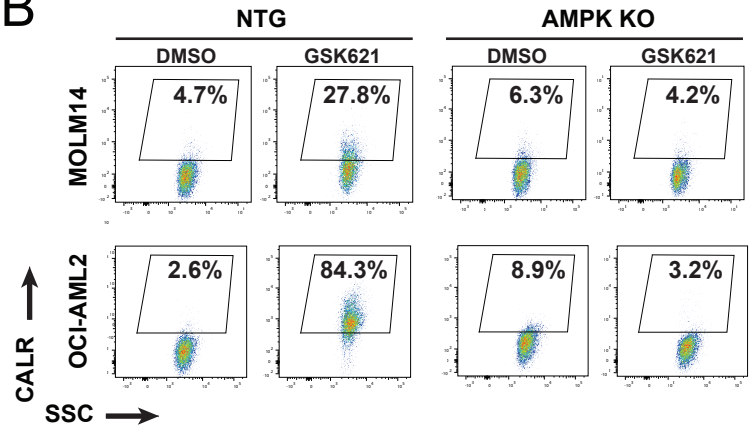 B
NTG AMPK KO
DMSO GSK621 DMSO GSK621
MOLM14
4.7% 27.8% 6.3% 4.2%
OCI-AML2
2.6% 84.3% 8.9% 3.2%
CALR
SSC